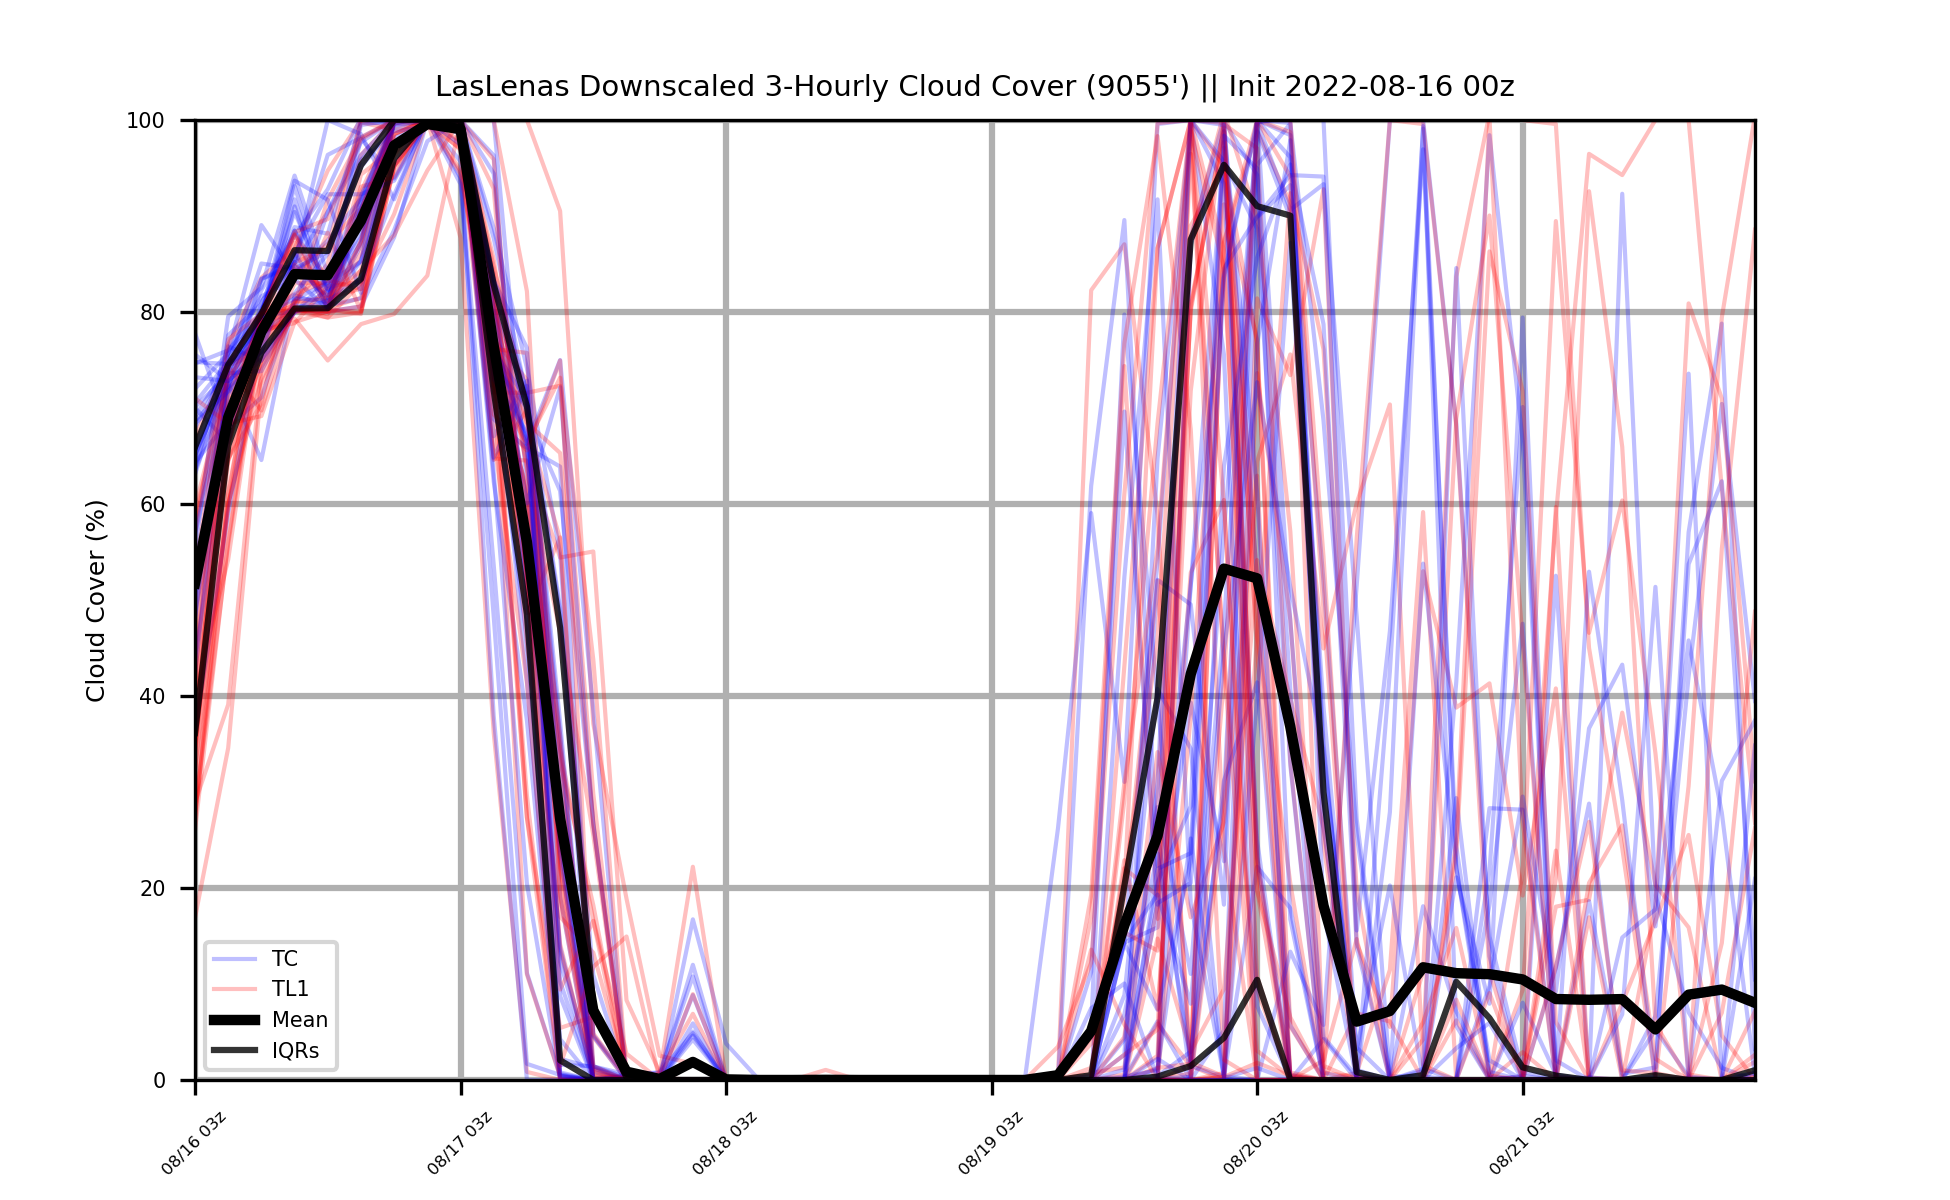 LasLenas Downscaled 3-Hourly Cloud Cover (9055') || Init 2022-08-16 00z
Cloud Cover (%)
100
80
60
40
20
0
TC
TL1
Mean
IQRs
08/16 03z
08/17 03z
08/18 03z
08/19 03z
08/20 03z
08/21 03z